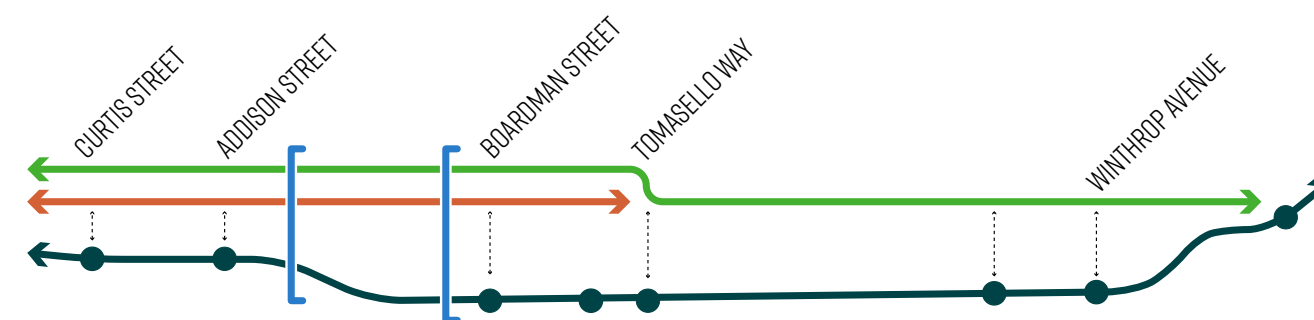 CURTIS STREET
ADDISON STREET
BOARDMAN STREET
TOMASELLO WAY
WINTHROP AVENUE